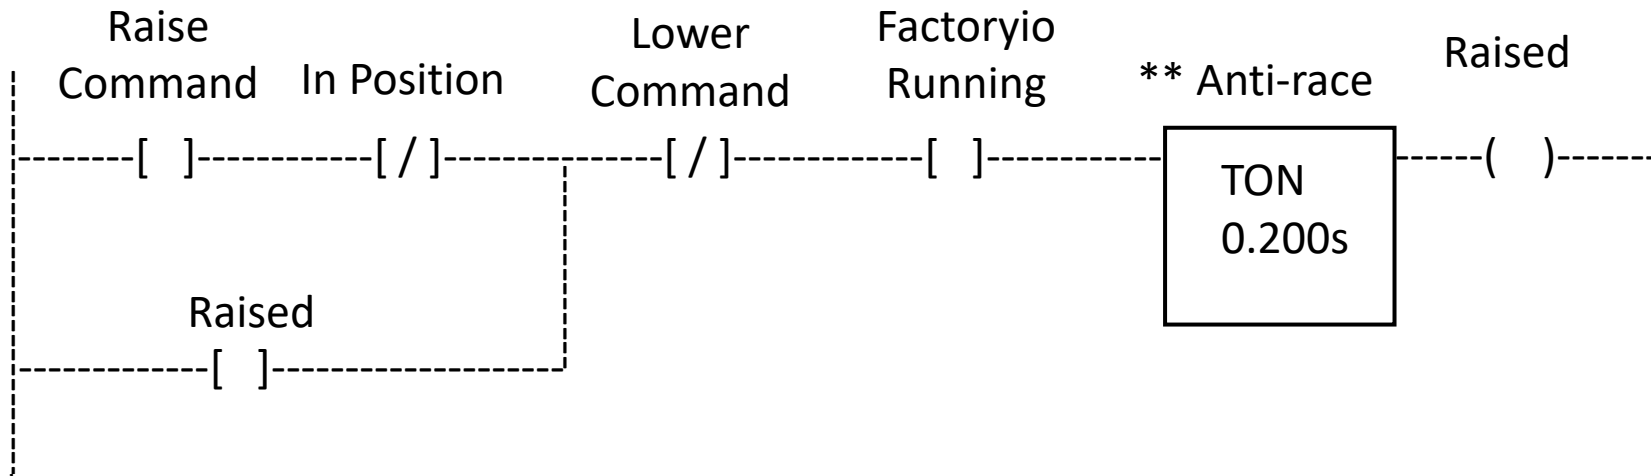 Raise
Command
In Position
Lower
Command
Factoryio
Running
** Anti-race
Raised
[ ]
[ / ]
[ / ]
[ ]
TON
0.200s
( )
Raised
[ ]